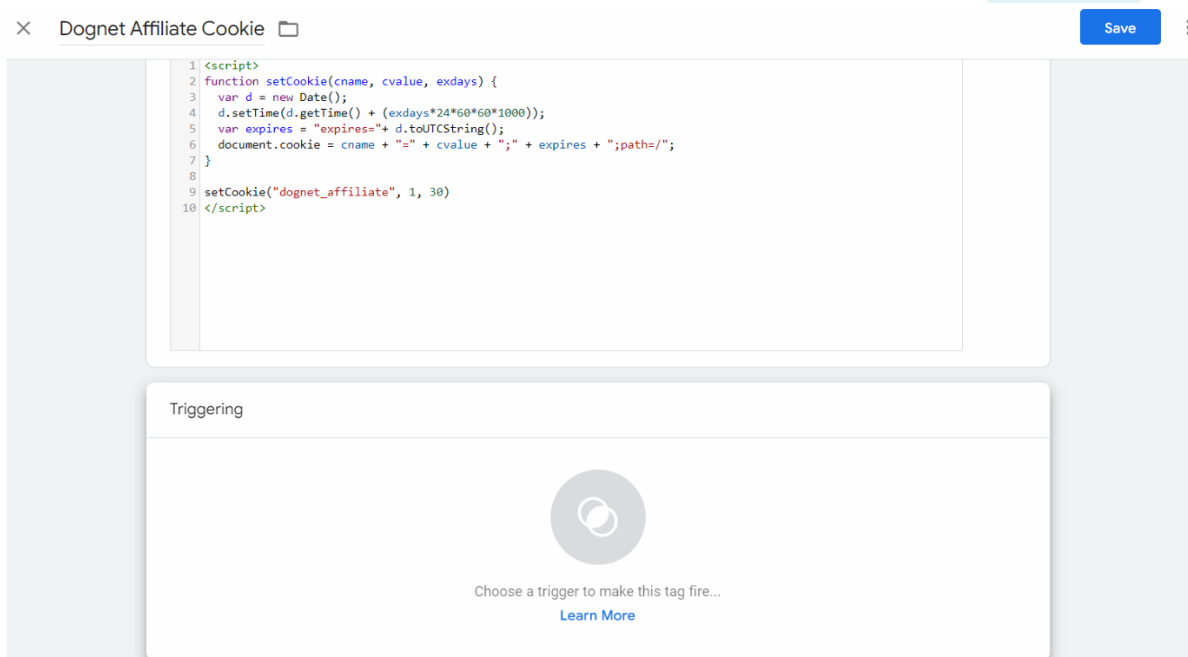 Dognet Affiliate Cookie
Save
1 <script>
2 function setCookie(cname, cvalue, exdays) {
3 var d = new Date();
4 d.setTime(d.getTime() + (exdays*24*60*60*1000));
5 var expires = "expires="+ d.toUTCString();
6 document.cookie = cname + "=" + cvalue + ";" + expires + ";path=/";
7 }
8
9 setCookie("dognet_affiliate", 1, 30)
10 </script>
Triggering
Choose a trigger to make this tag fire...
Learn More